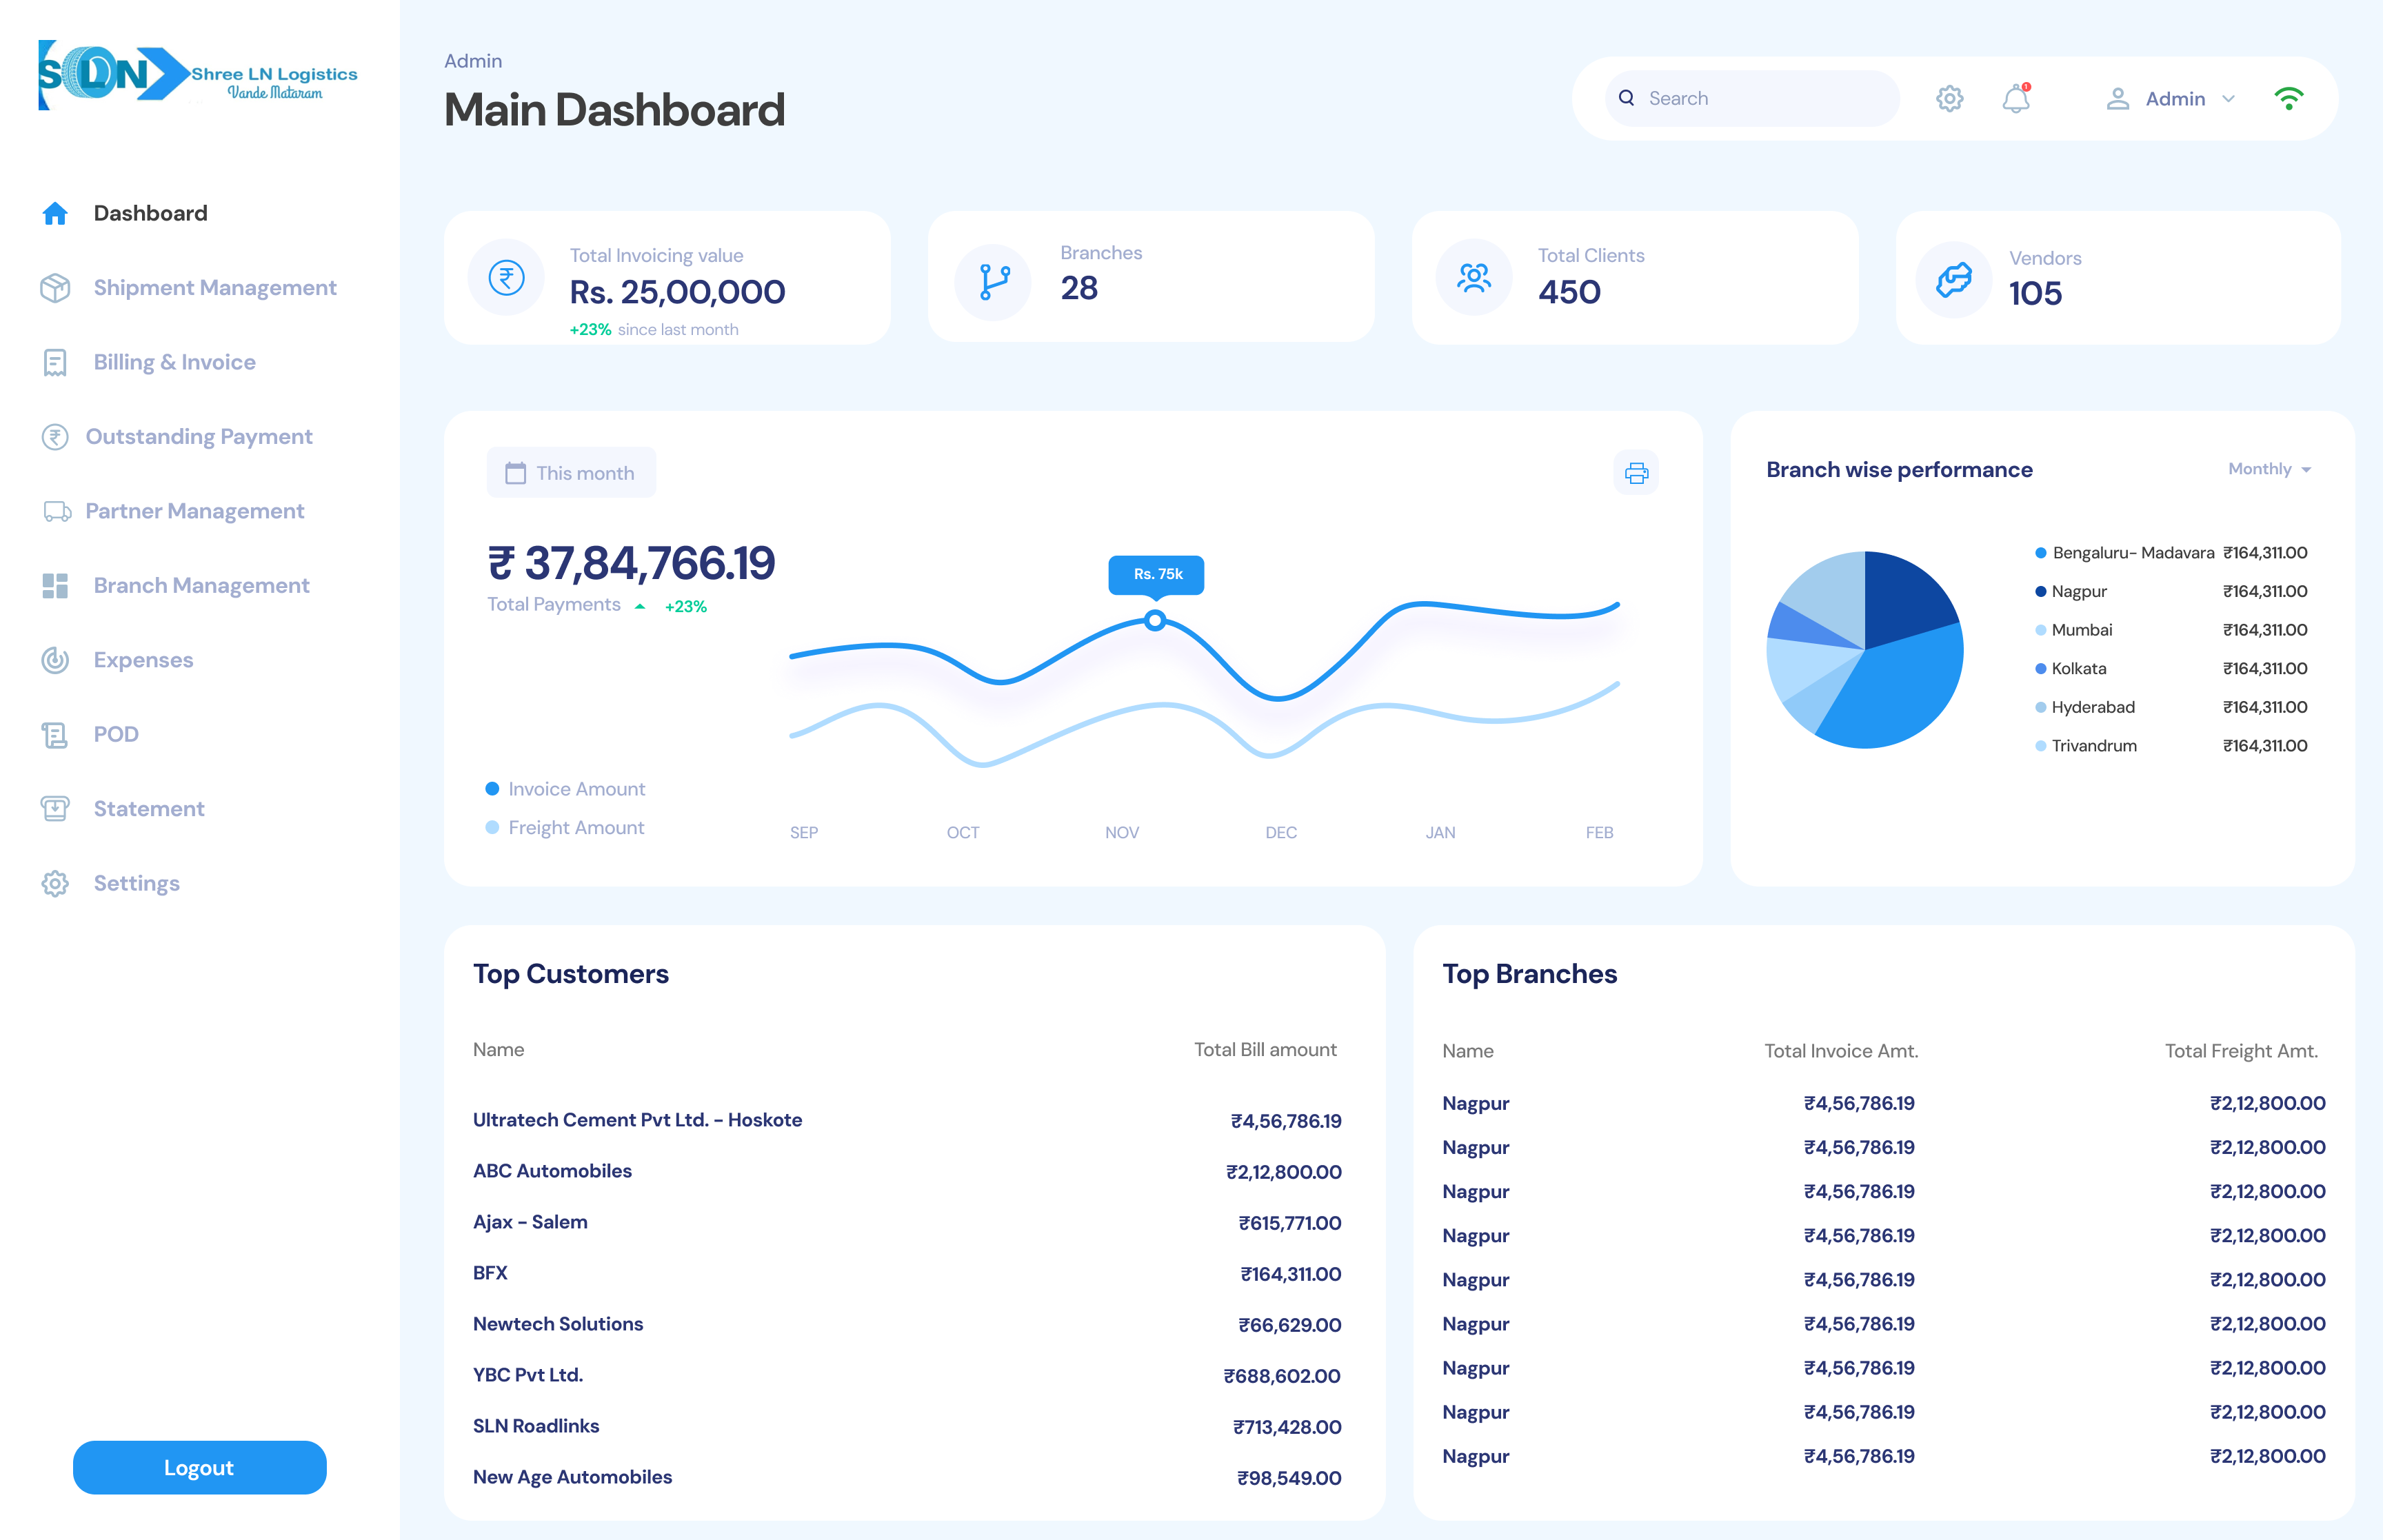 SLN
Shree LN Logistics
Vande Mataram
Dashboard
Shipment Management
Billing & Invoice
Outstanding Payment
Partner Management
Branch Management
Expenses
POD
Statement
Settings
Logout
Admin
Main Dashboard
Search
1
Admin
Total Invoicing value
Rs. 25,00,000
+23% since last month
Branches
28
Total Clients
450
Vendors
105
This month
₹ 37,84,766.19
Total Payments +23%
Rs. 75k
Invoice Amount
Freight Amount
SEP OCT NOV DEC JAN FEB
Branch wise performance
Monthly
Bengaluru- Madavara ₹164,311.00
Nagpur ₹164,311.00
Mumbai ₹164,311.00
Kolkata ₹164,311.00
Hyderabad ₹164,311.00
Trivandrum ₹164,311.00
Top Customers
Name Total Bill amount
Ultratech Cement Pvt Ltd. - Hoskote ₹4,56,786.19
ABC Automobiles ₹2,12,800.00
Ajax - Salem ₹615,771.00
BFX ₹164,311.00
Newtech Solutions ₹66,629.00
YBC Pvt Ltd. ₹688,602.00
SLN Roadlinks ₹713,428.00
New Age Automobiles ₹98,549.00
Top Branches
Name Total Invoice Amt. Total Freight Amt.
Nagpur ₹4,56,786.19 ₹2,12,800.00
Nagpur ₹4,56,786.19 ₹2,12,800.00
Nagpur ₹4,56,786.19 ₹2,12,800.00
Nagpur ₹4,56,786.19 ₹2,12,800.00
Nagpur ₹4,56,786.19 ₹2,12,800.00
Nagpur ₹4,56,786.19 ₹2,12,800.00
Nagpur ₹4,56,786.19 ₹2,12,800.00
Nagpur ₹4,56,786.19 ₹2,12,800.00
Nagpur ₹4,56,786.19 ₹2,12,800.00